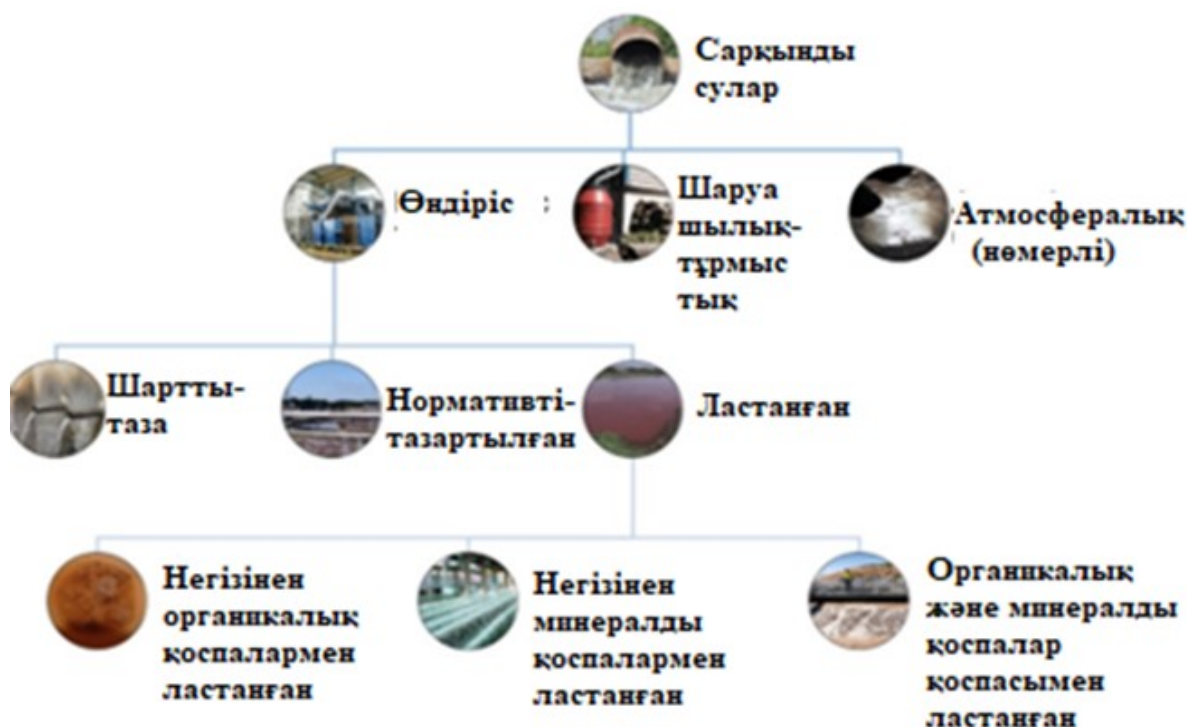 Сарқынды
сулар
Өндіріс :
Шаруа
шылық-
тұрмыс
тық
Атмосфералық
(нөмерлі)
Шартты-
таза
Нормативті-
тазартылған
Ластанған
Негізінен
органикалық
қоспалармен
ластанған
Негізінен
минералды
қоспалармен
ластанған
Органикалық
және минералды
қоспалар
қоспасымен
ластанған